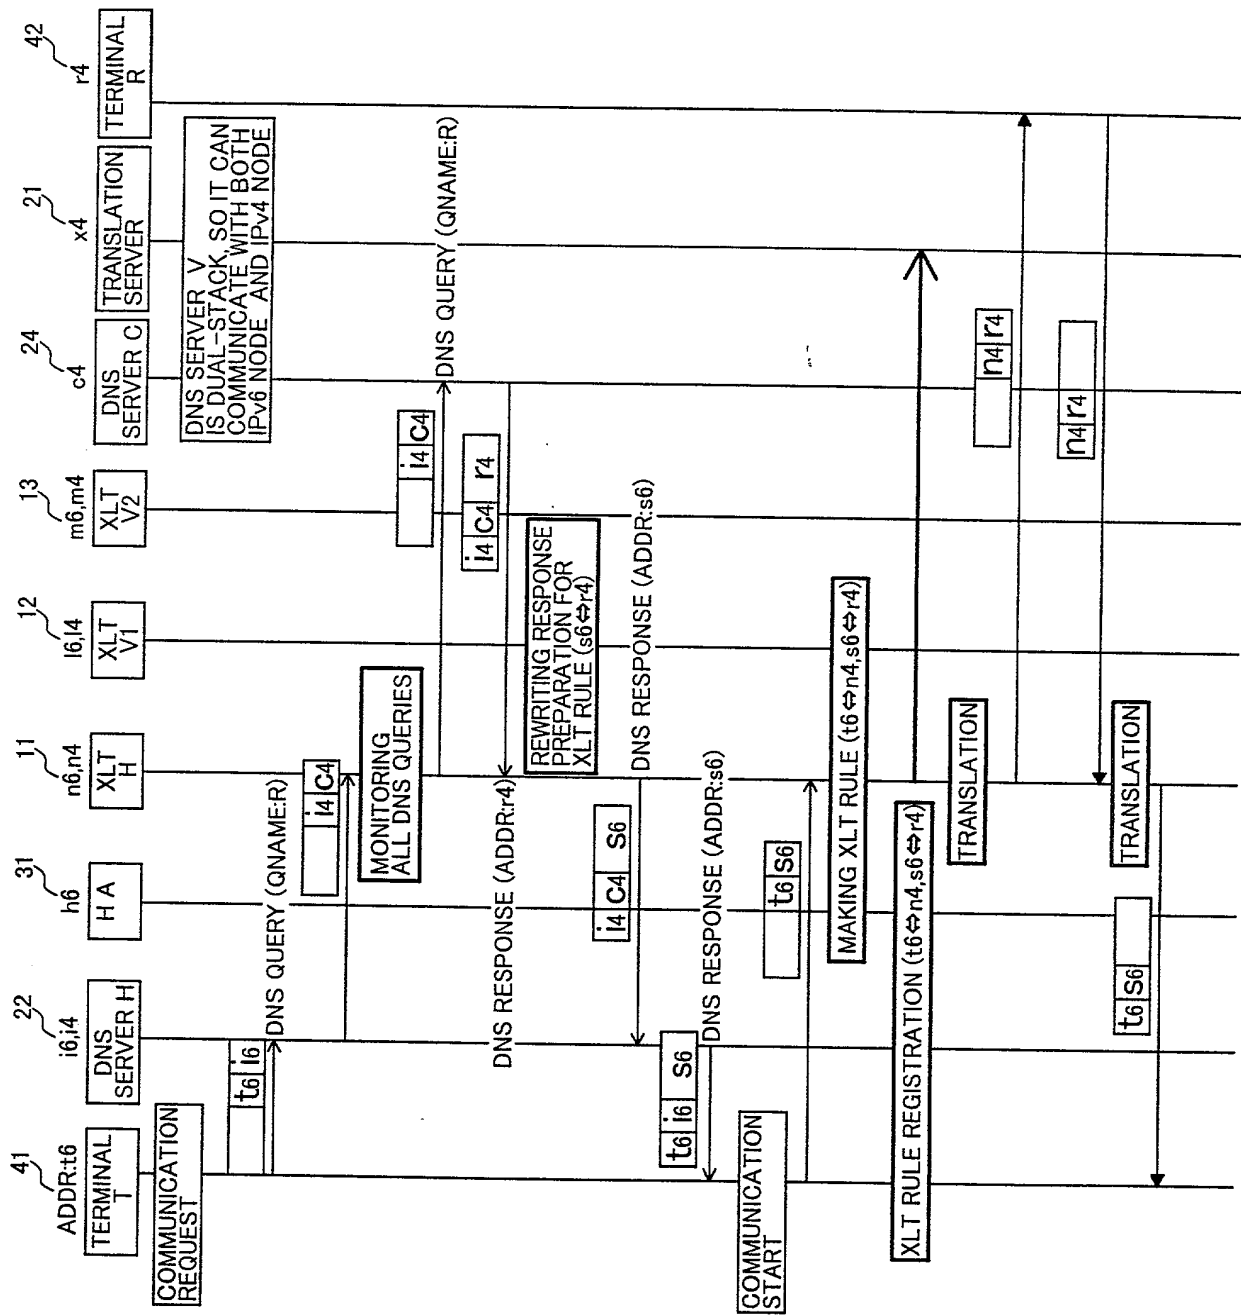 41
ADDR:t6
TERMINAL
T
22
i6,i4
DNS
SERVER H
31
h6
H A
11
n6,n4
XLT
H
12
l6,l4
XLT
V1
13
m6,m4
XLT
V2
24
c4
DNS
SERVER C
21
x4
TRANSLATION
SERVER
42
r4
TERMINAL
R
COMMUNICATION
REQUEST
DNS SERVER V
IS DUAL-STACK, SO IT CAN
COMMUNICATE WITH BOTH
IPv6 NODE AND IPv4 NODE
t6 i6
DNS QUERY (QNAME:R)
i4 C4
MONITORING
ALL DNS QUERIES
i4 C4
DNS QUERY (QNAME:R)
i4 C4 r4
DNS RESPONSE (ADDR:r4)
REWRITING RESPONSE
PREPARATION FOR
XLT RULE (s6⇔r4)
i4 C4 S6
DNS RESPONSE (ADDR:s6)
t6 i6 S6
DNS RESPONSE (ADDR:s6)
COMMUNICATION
START
t6 S6
MAKING XLT RULE (t6⇔n4,s6⇔r4)
XLT RULE REGISTRATION (t6⇔n4,s6⇔r4)
TRANSLATION
n4 r4
n4 r4
TRANSLATION
t6 S6